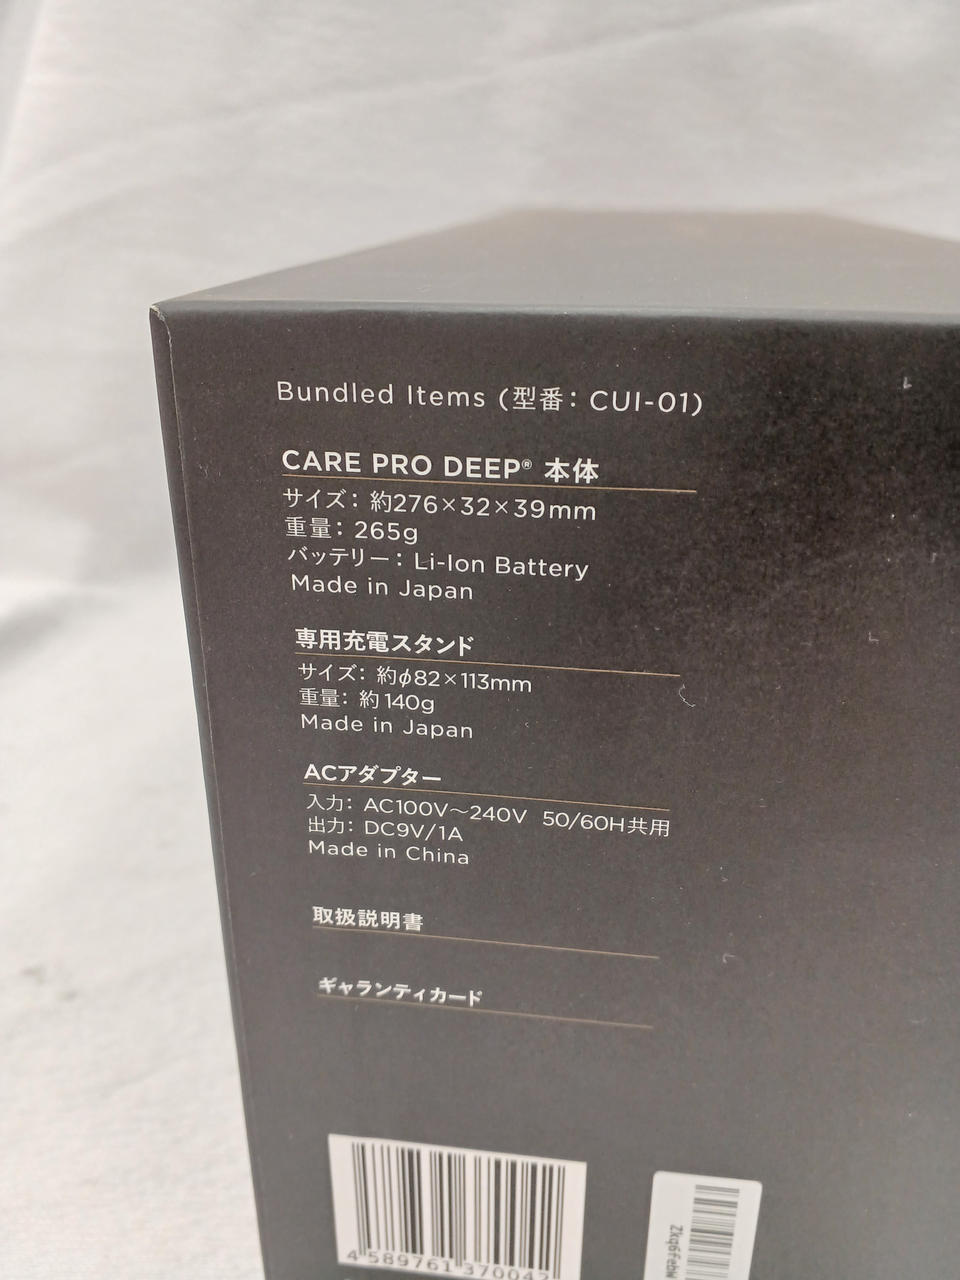 Bundled Items (型番: CUI-01)
CARE PRO DEEP® 本体
サイズ: 約276×32×39mm
重量: 265g
バッテリー: Li-Ion Battery
Made in Japan
専用充電スタンド
サイズ: 約φ82×113mm
重量: 約140g
Made in Japan
ACアダプター
入力: AC100V～240V 50/60H共用
出力: DC9V/1A
Made in China
取扱説明書
ギャランティカード
4 589761 370042